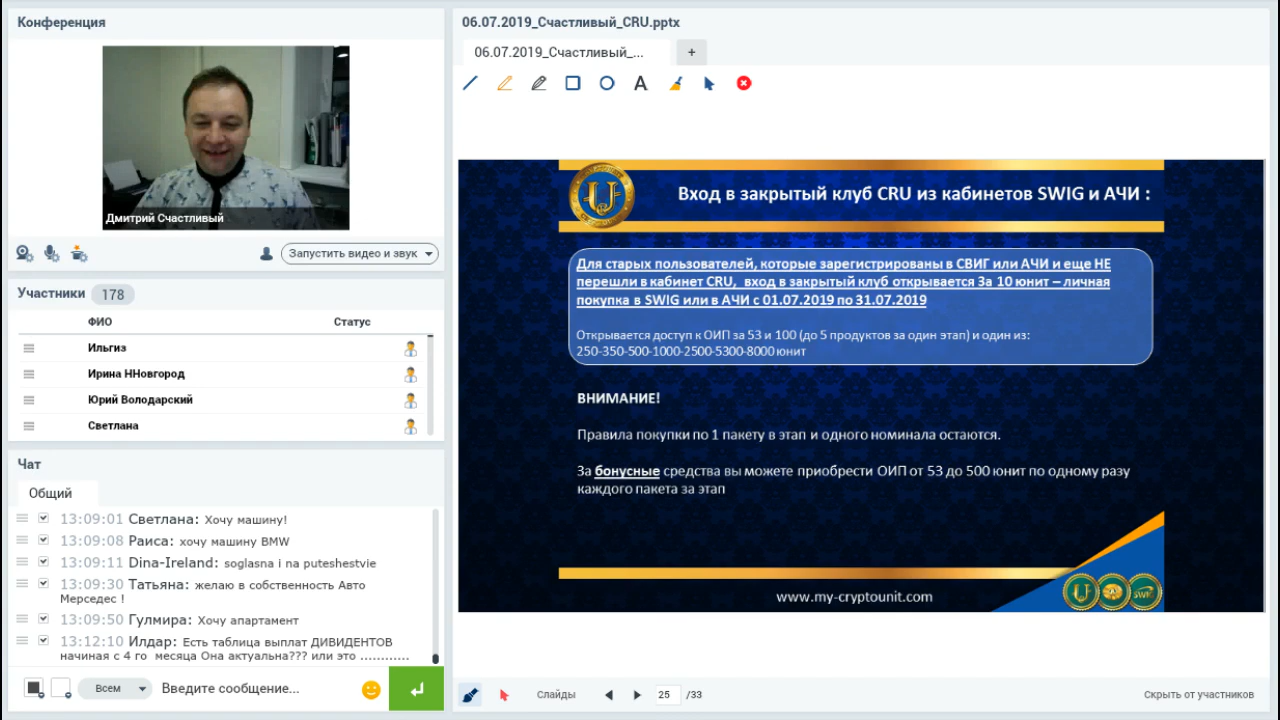 Конференция
Дмитрий Счастливый
Запустить видео и звук
Участники 178
ФИО Статус
Ильгиз
Ирина ННовгород
Юрий Володарский
Светлана
Чат
Общий
13:09:01 Светлана: Хочу машину!
13:09:08 Раиса: хочу машину BMW
13:09:11 Dina-Ireland: soglasna i na puteshestvie
13:09:30 Татьяна: желаю в собственность Авто
Мерседес !
13:09:50 Гулмира: Хочу апартамент
13:12:10 Илдар: Есть таблица выплат ДИВИДЕНТОВ
начиная с 4 го месяца Она актуальна??? или это ............
Всем Введите сообщение...
06.07.2019_Счастливый_CRU.pptx
06.07.2019_Счастливый_... +
A
U
Вход в закрытый клуб CRU из кабинетов SWIG и АЧИ :
Для старых пользователей, которые зарегистрированы в СВИГ или АЧИ и еще НЕ
перешли в кабинет CRU, вход в закрытый клуб открывается За 10 юнит – личная
покупка в SWIG или в АЧИ с 01.07.2019 по 31.07.2019
Открывается доступ к ОИП за 53 и 100 (до 5 продуктов за один этап) и один из:
250-350-500-1000-2500-5300-8000 юнит
ВНИМАНИЕ!
Правила покупки по 1 пакету в этап и одного номинала остаются.
За бонусные средства вы можете приобрести ОИП от 53 до 500 юнит по одному разу
каждого пакета за этап
www.my-cryptounit.com
Слайды 25 /33
Скрыть от участников